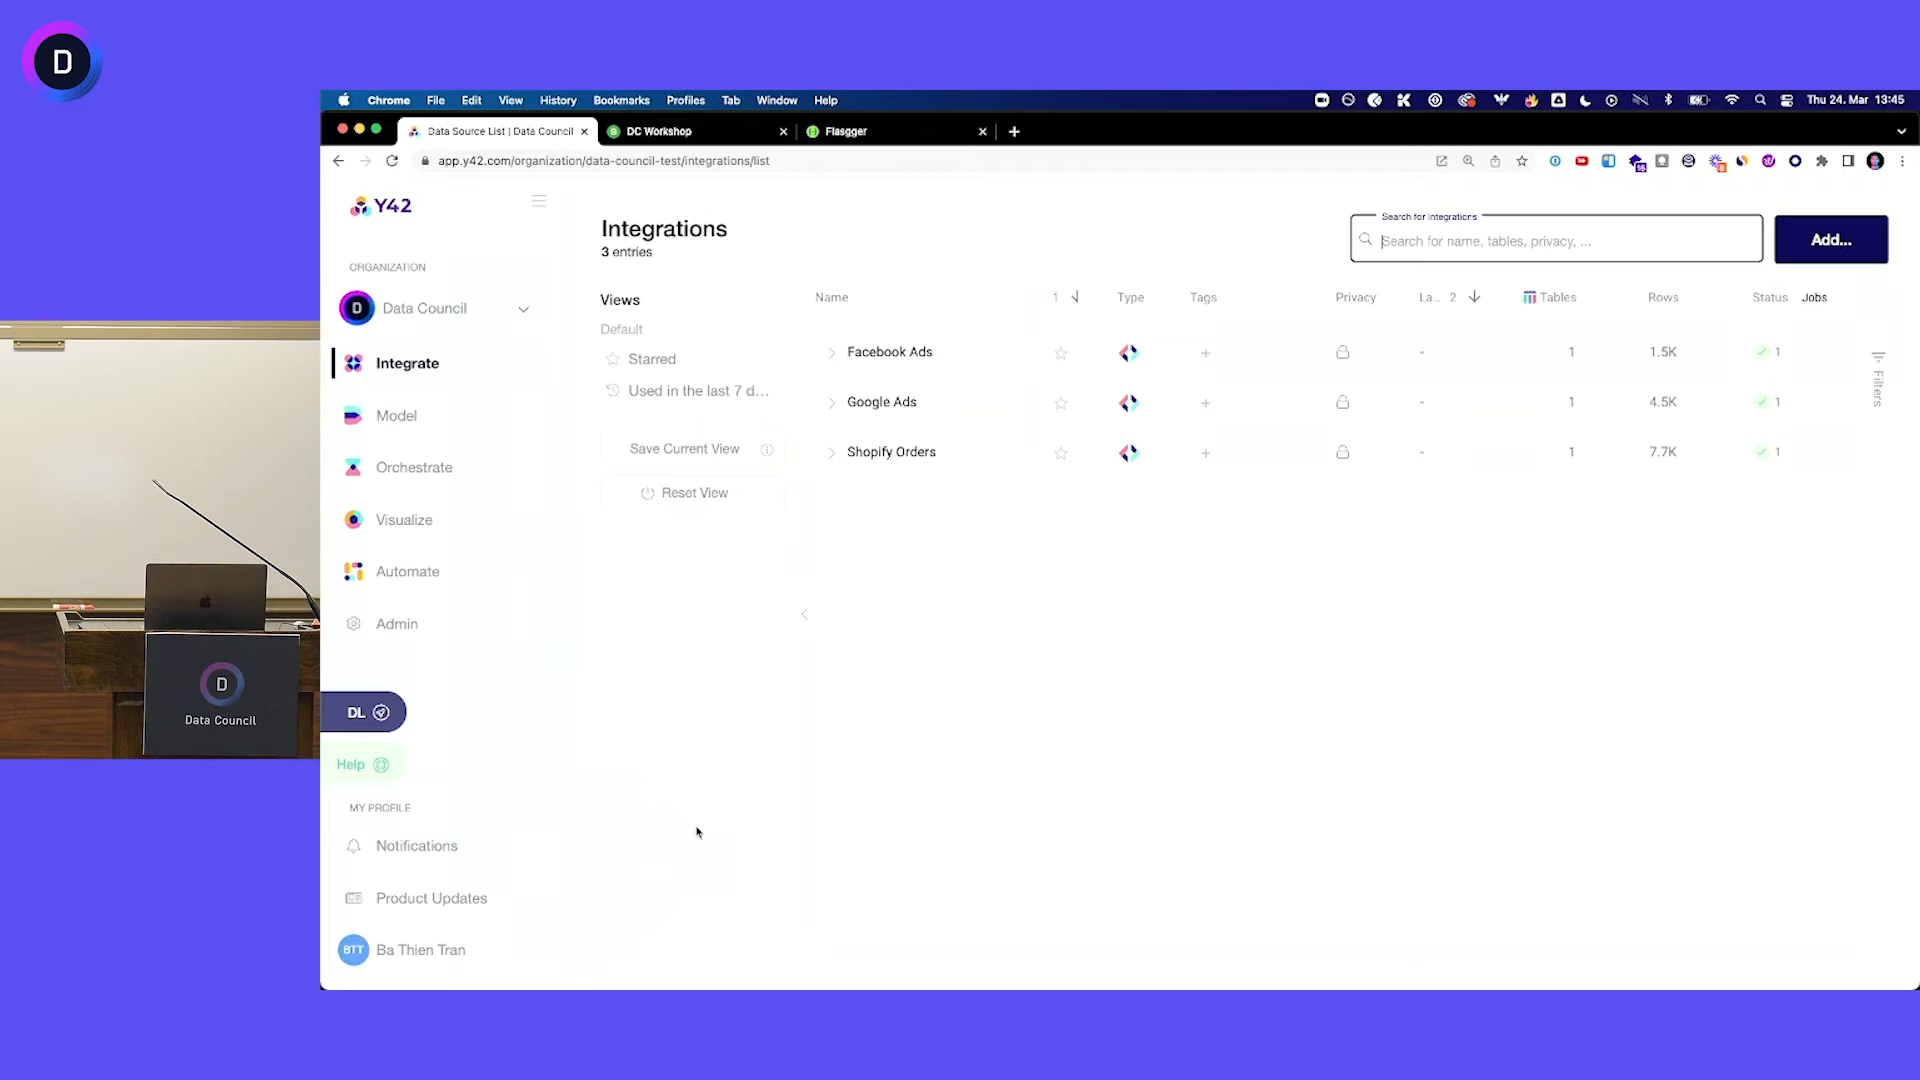 D
Chrome File Edit View History Bookmarks Profiles Tab Window Help Thu 24. Mar 13:45
Data Source List | Data Council DC Workshop Flasgger
app.y42.com/organization/data-council-test/integrations/list
Y42
ORGANIZATION
D Data Council
Integrate
Model
Orchestrate
Visualize
Automate
Admin
DL
Help
MY PROFILE
Notifications
Product Updates
BTT Ba Thien Tran
Integrations
3 entries
Search for integrations
Search for name, tables, privacy, ...
Add...
Views
Default
Starred
Used in the last 7 d...
Save Current View
Reset View
Name 1 Type Tags Privacy La... 2 Tables Rows Status Jobs
Facebook Ads + - 1 1.5K 1
Google Ads + - 1 4.5K 1
Shopify Orders + - 1 7.7K 1
Filters
D
Data Council